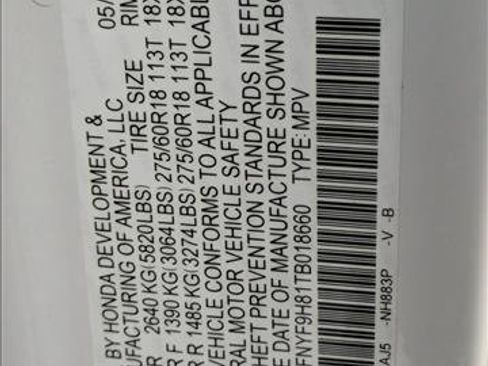 BY HONDA DEVELOPMENT & 05/
UFACTURING OF AMERICA, LLC
R 2640 KG(5820LBS) TIRE SIZE RIM
R F 1390 KG(3064LBS) 275/60R18 113T 18X
R R 1485 KG(3274LBS) 275/60R18 113T 18X
VEHICLE CONFORMS TO ALL APPLICABL
RAL MOTOR VEHICLE SAFETY
HEFT PREVENTION STANDARDS IN EFF
E DATE OF MANUFACTURE SHOWN ABO
FNYF9H81TB018660 TYPE: MPV
AJ5 -NH883P -V -B